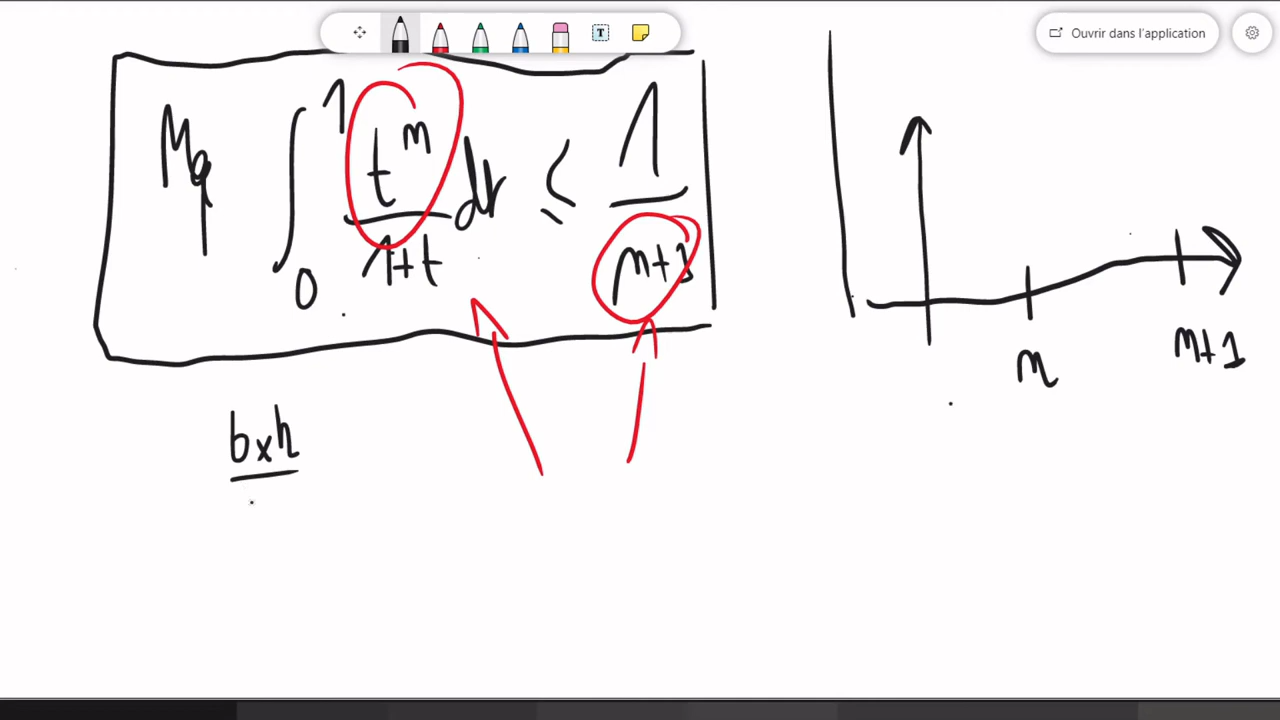 Ouvrir dans l'application
T
Mq ∫₀¹ tⁿ/(1+t) dt ≤ 1/(n+1)
n n+1
b×h